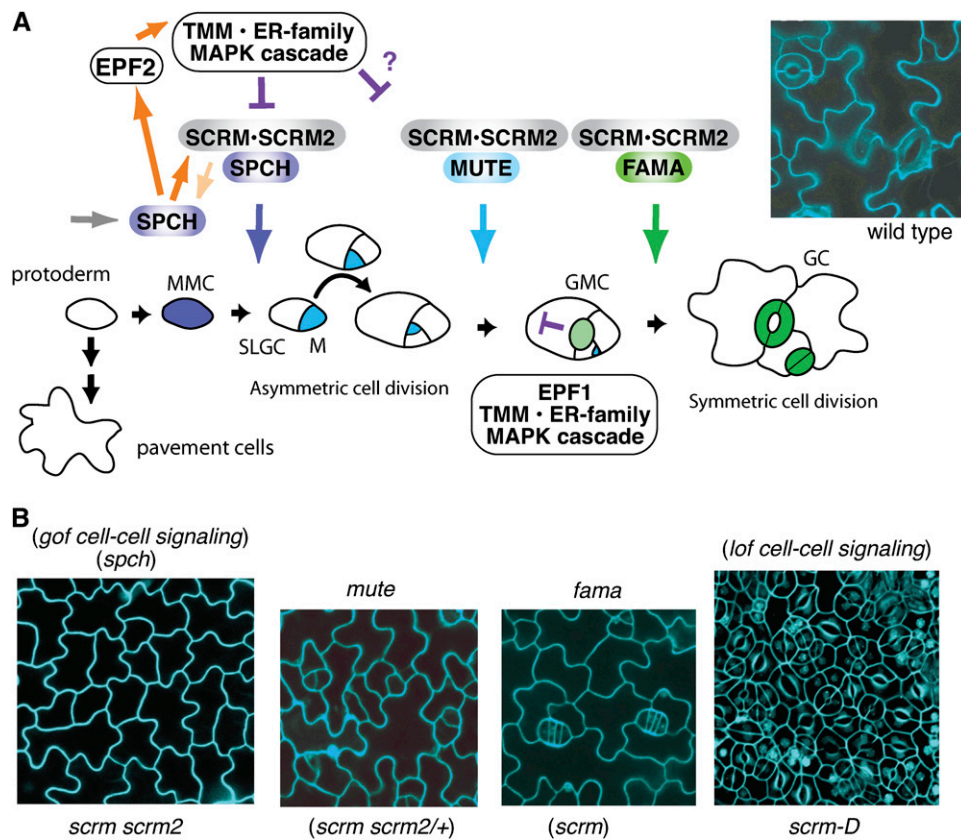 A
TMM · ER-family
MAPK cascade
EPF2
?
SCRM·SCRM2
SPCH
SCRM·SCRM2
MUTE
SCRM·SCRM2
FAMA
SPCH
wild type
protoderm
MMC
SLGC
M
GMC
GC
Asymmetric cell division
EPF1
TMM · ER-family
MAPK cascade
Symmetric cell division
pavement cells
B
(gof cell-cell signaling)
(spch)
mute
fama
(lof cell-cell signaling)
scrm scrm2
(scrm scrm2/+)
(scrm)
scrm-D